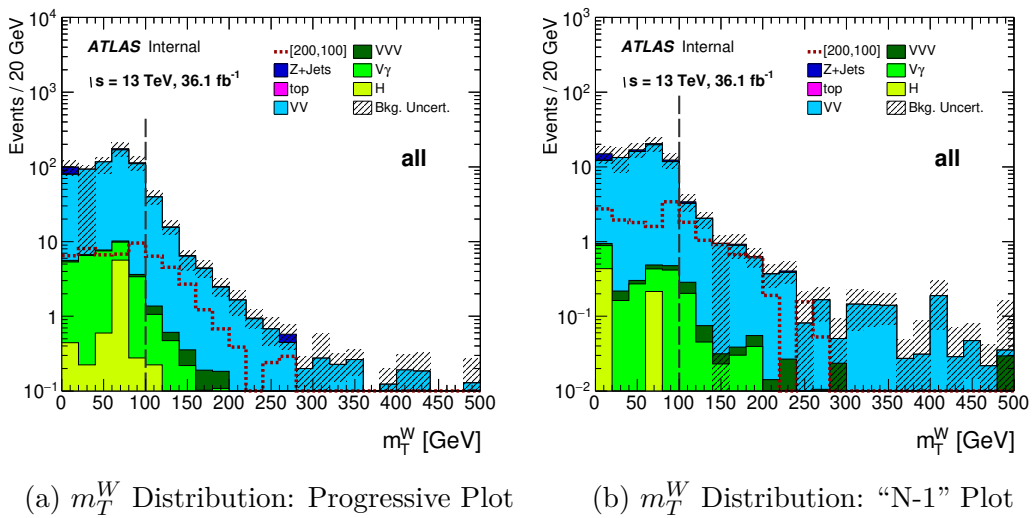 Events / 20 GeV
10⁴
10³
10²
10
1
10⁻¹
ATLAS Internal
√s = 13 TeV, 36.1 fb⁻¹
[200,100]
Z+Jets
top
VV
VVV
Vγ
H
Bkg. Uncert.
all
0 50 100 150 200 250 300 350 400 450 500
m_T^W [GeV]
(a) m_T^W Distribution: Progressive Plot
Events / 20 GeV
10³
10²
10
1
10⁻¹
10⁻²
ATLAS Internal
√s = 13 TeV, 36.1 fb⁻¹
[200,100]
Z+Jets
top
VV
VVV
Vγ
H
Bkg. Uncert.
all
0 50 100 150 200 250 300 350 400 450 500
m_T^W [GeV]
(b) m_T^W Distribution: “N-1” Plot